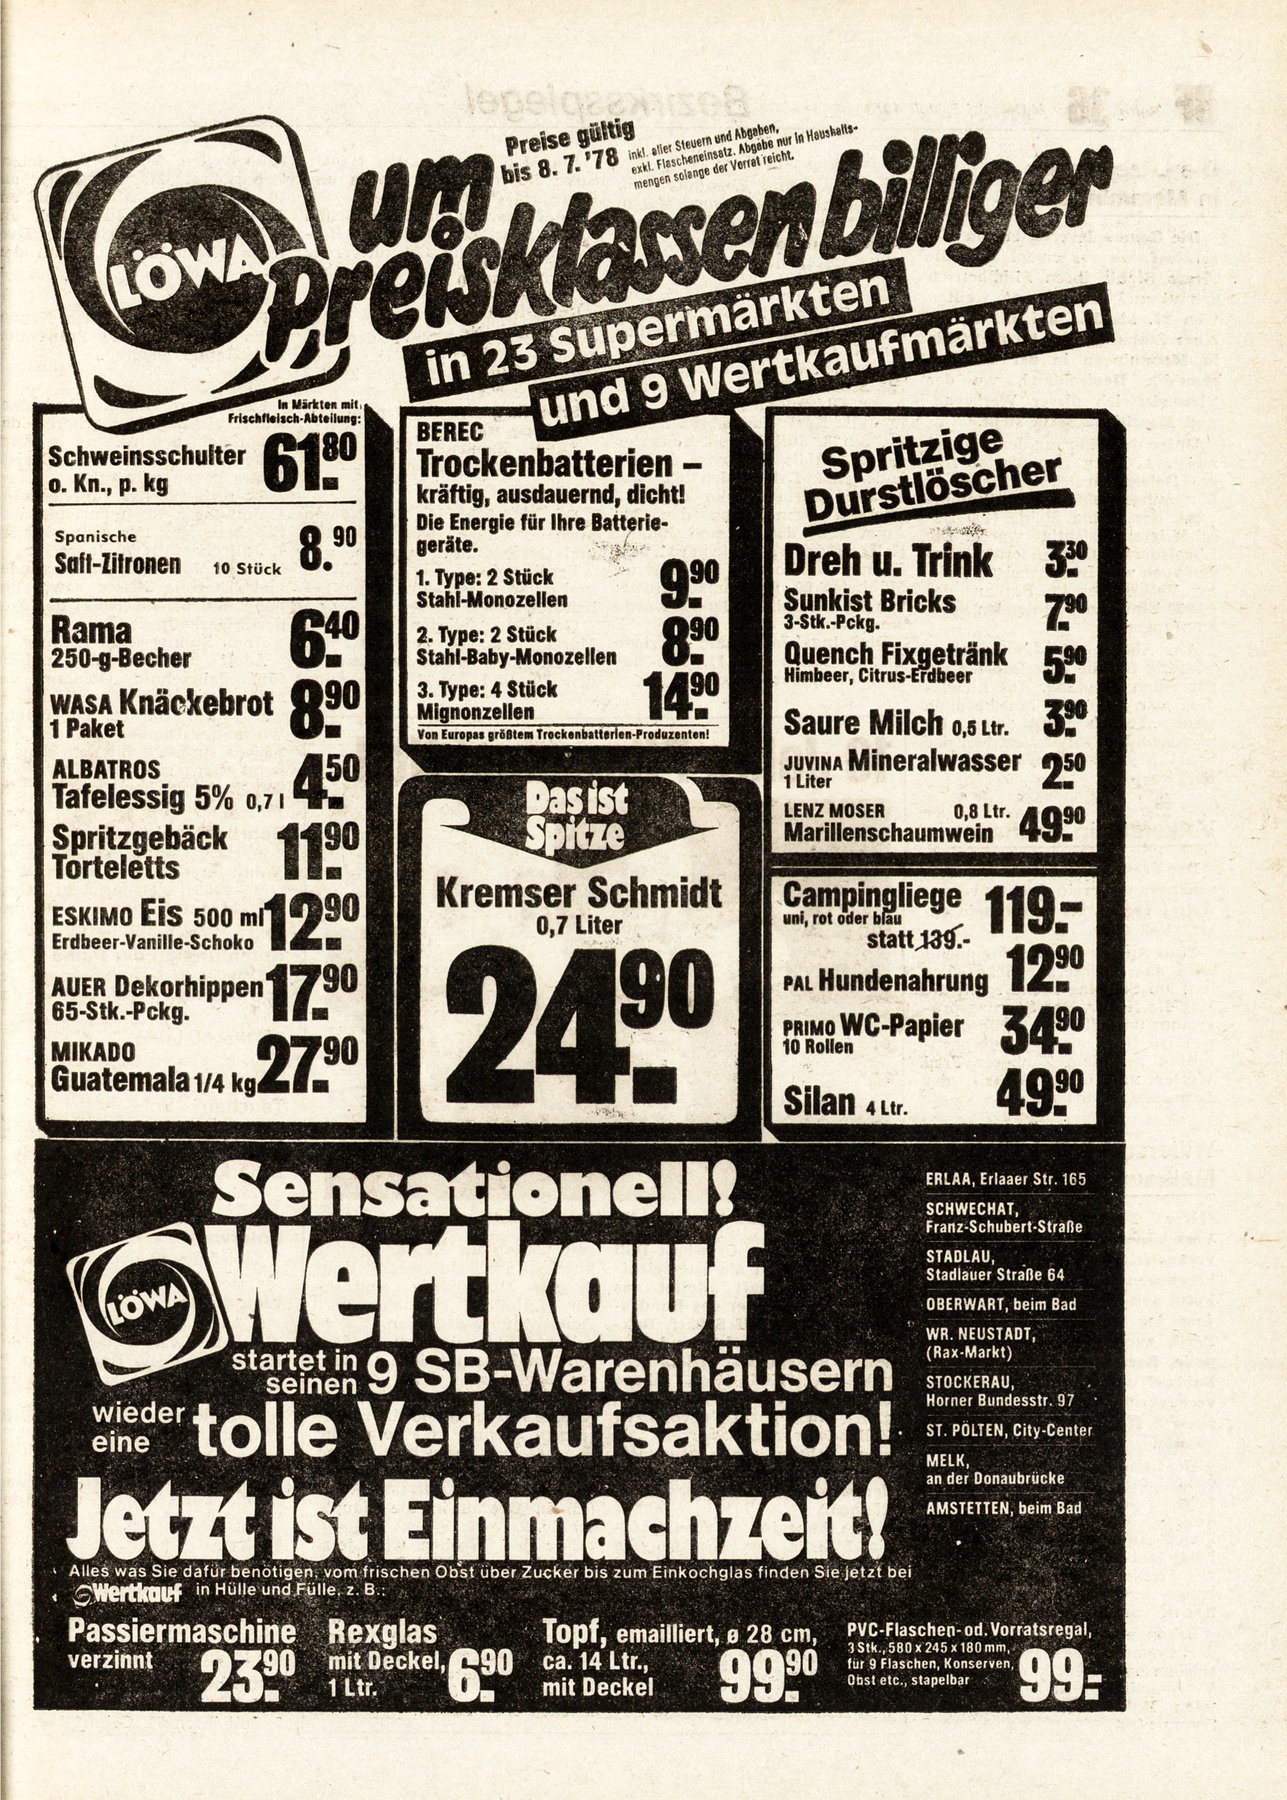 Preise gültig
bis 8. 7. '78
inkl. aller Steuern und Abgaben,
exkl. Flascheneinsatz. Abgabe nur in Haushalts-
mengen solange der Vorrat reicht.
LÖWA
um
Preisklassen billiger
in 23 Supermärkten
und 9 Wertkaufmärkten
In Märkten mit
Frischfleisch-Abteilung:
Schweinsschulter
o. Kn., p. kg 61.80
Spanische
Saft-Zitronen 10 Stück 8.90
Rama
250-g-Becher 6.40
WASA Knäckebrot
1 Paket 8.90
ALBATROS
Tafelessig 5% 0,7 l 4.50
Spritzgebäck
Torteletts 11.90
ESKIMO Eis 500 ml
Erdbeer-Vanille-Schoko 12.90
AUER Dekorhippen
65-Stk.-Pckg. 17.90
MIKADO
Guatemala 1/4 kg 27.90
BEREC
Trockenbatterien –
kräftig, ausdauernd, dicht!
Die Energie für Ihre Batterie-
geräte.
1. Type: 2 Stück
Stahl-Monozellen 9.90
2. Type: 2 Stück
Stahl-Baby-Monozellen 8.90
3. Type: 4 Stück
Mignonzellen 14.90
Von Europas größtem Trockenbatterien-Produzenten!
Das ist
Spitze
Kremser Schmidt
0,7 Liter
24.90
Spritzige
Durstlöscher
Dreh u. Trink 3.30
Sunkist Bricks
3-Stk.-Pckg. 7.90
Quench Fixgetränk
Himbeer, Citrus-Erdbeer 5.90
Saure Milch 0,5 Ltr. 3.90
JUVINA Mineralwasser
1 Liter 2.50
LENZ MOSER 0,8 Ltr.
Marillenschaumwein 49.90
Campingliege
uni, rot oder blau
statt 139.- 119.-
PAL Hundenahrung 12.90
PRIMO WC-Papier
10 Rollen 34.90
Silan 4 Ltr. 49.90
Sensationell!
LÖWA
Wertkauf
startet in
seinen 9 SB-Warenhäusern
wieder
eine tolle Verkaufsaktion!
Jetzt ist Einmachzeit!
Alles was Sie dafür benötigen, vom frischen Obst über Zucker bis zum Einkochglas finden Sie jetzt bei
Wertkauf in Hülle und Fülle, z. B.:
ERLAA, Erlaaer Str. 165
SCHWECHAT,
Franz-Schubert-Straße
STADLAU,
Stadlauer Straße 64
OBERWART, beim Bad
WR. NEUSTADT,
(Rax-Markt)
STOCKERAU,
Horner Bundesstr. 97
ST. PÖLTEN, City-Center
MELK,
an der Donaubrücke
AMSTETTEN, beim Bad
Passiermaschine
verzinnt 23.90
Rexglas
mit Deckel,
1 Ltr. 6.90
Topf, emailliert, ø 28 cm,
ca. 14 Ltr.,
mit Deckel 99.90
PVC-Flaschen- od. Vorratsregal,
3 Stk., 580 x 245 x 180 mm,
für 9 Flaschen, Konserven,
Obst etc., stapelbar 99.-